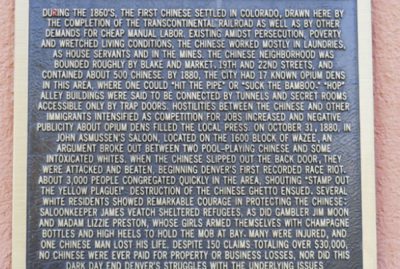 DURING THE 1860'S, THE FIRST CHINESE SETTLED IN COLORADO, DRAWN HERE BY
THE COMPLETION OF THE TRANSCONTINENTAL RAILROAD AS WELL AS BY OTHER
DEMANDS FOR CHEAP MANUAL LABOR. EXISTING AMIDST PERSECUTION, POVERTY
AND WRETCHED LIVING CONDITIONS, THE CHINESE WORKED MOSTLY IN LAUNDRIES,
AS HOUSE SERVANTS AND IN THE MINES. THE CHINESE NEIGHBORHOOD WAS
BOUNDED ROUGHLY BY BLAKE AND MARKET, 19TH AND 22ND STREETS, AND
CONTAINED ABOUT 500 CHINESE. BY 1880, THE CITY HAD 17 KNOWN OPIUM DENS
IN THIS AREA, WHERE ONE COULD "HIT THE PIPE" OR "SUCK THE BAMBOO." "HOP"
ALLEY BUILDINGS WERE SAID TO BE CONNECTED BY TUNNELS AND SECRET ROOMS
ACCESSIBLE ONLY BY TRAP DOORS. HOSTILITIES BETWEEN THE CHINESE AND OTHER
IMMIGRANTS INTENSIFIED AS COMPETITION FOR JOBS INCREASED AND NEGATIVE
PUBLICITY ABOUT OPIUM DENS FILLED THE LOCAL PRESS. ON OCTOBER 31, 1880, IN
JOHN ASMUSSEN'S SALOON, LOCATED ON THE 1600 BLOCK OF WAZEE, AN
ARGUMENT BROKE OUT BETWEEN TWO POOL-PLAYING CHINESE AND SOME
INTOXICATED WHITES. WHEN THE CHINESE SLIPPED OUT THE BACK DOOR, THEY
WERE ATTACKED AND BEATEN, BEGINNING DENVER'S FIRST RECORDED RACE RIOT.
ABOUT 3,000 PEOPLE CONGREGATED QUICKLY IN THE AREA, SHOUTING "STAMP OUT
THE YELLOW PLAGUE!" DESTRUCTION OF THE CHINESE GHETTO ENSUED. SEVERAL
WHITE RESIDENTS SHOWED REMARKABLE COURAGE IN PROTECTING THE CHINESE:
SALOONKEEPER JAMES VEATCH SHELTERED REFUGEES, AS DID GAMBLER JIM MOON
AND MADAM LIZZIE PRESTON, WHOSE GIRLS ARMED THEMSELVES WITH CHAMPAGNE
BOTTLES AND HIGH HEELS TO HOLD THE MOB AT BAY. MANY WERE INJURED, AND
ONE CHINESE MAN LOST HIS LIFE. DESPITE 150 CLAIMS TOTALING OVER $30,000,
NO CHINESE WERE EVER PAID FOR PROPERTY OR BUSINESS LOSSES, NOR DID THIS
DARK DAY END DENVER'S STRUGGLES WITH THE UNDERLYING ISSUES